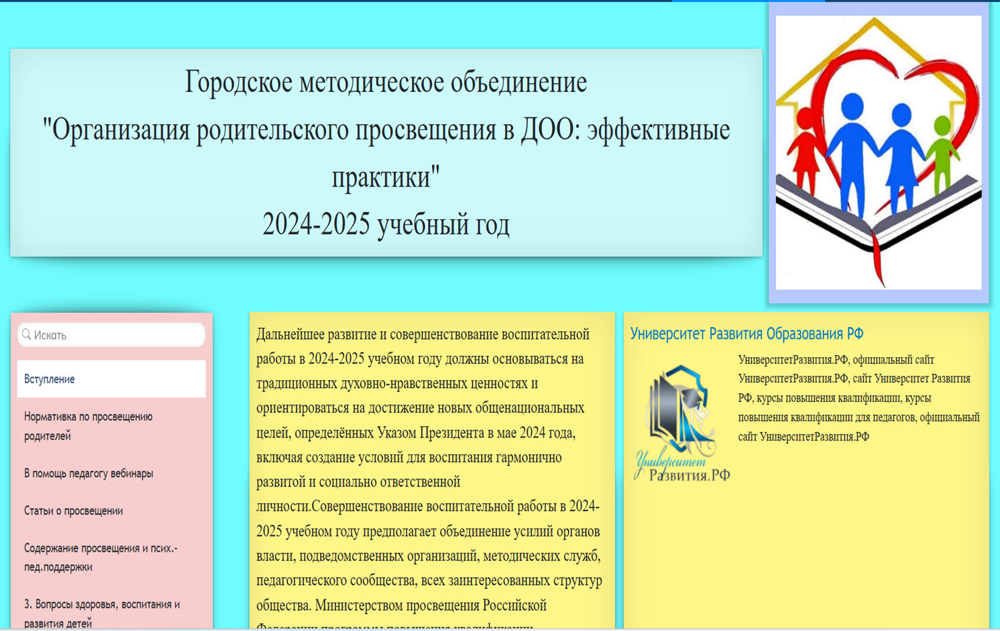 Городское методическое объединение
"Организация родительского просвещения в ДОО: эффективные
практики"
2024-2025 учебный год
Искать
Вступление
Нормативка по просвещению
родителей
В помощь педагогу вебинары
Статьи о просвещении
Содержание просвещения и псих.-
пед.поддержки
3. Вопросы здоровья, воспитания и
развития детей
Дальнейшее развитие и совершенствование воспитательной
работы в 2024-2025 учебном году должны основываться на
традиционных духовно-нравственных ценностях и
ориентироваться на достижение новых общенациональных
целей, определённых Указом Президента в мае 2024 года,
включая создание условий для воспитания гармонично
развитой и социально ответственной
личности.Совершенствование воспитательной работы в 2024-
2025 учебном году предполагает объединение усилий органов
власти, подведомственных организаций, методических служб,
педагогического сообщества, всех заинтересованных структур
общества. Министерством просвещения Российской
Федерации программы повышения квалификации
Университет Развития Образования РФ
УниверситетРазвития.РФ, официальный сайт
УниверситетРазвития.РФ, сайт Университет Развития
РФ, курсы повышения квалификации, курсы
повышения квалификации для педагогов, официальный
сайт УниверситетРазвития.РФ
Университет
Развития.РФ